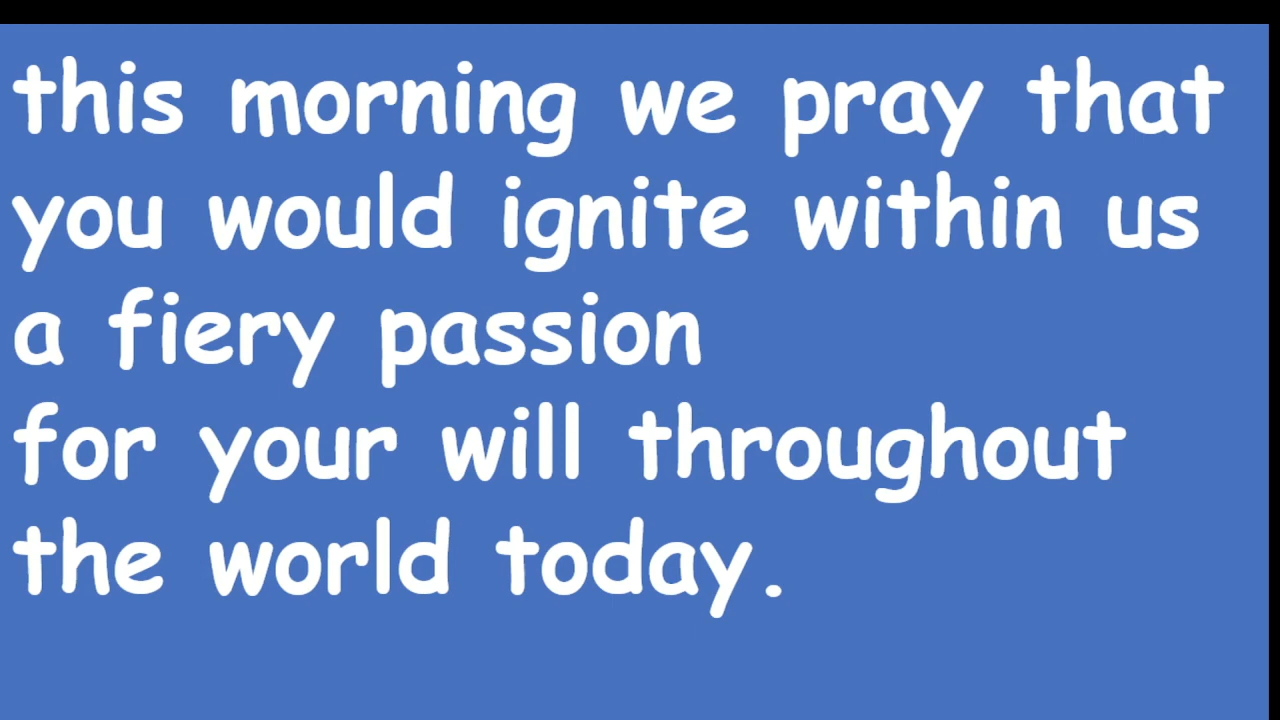 this morning we pray that
you would ignite within us
a fiery passion
for your will throughout
the world today.